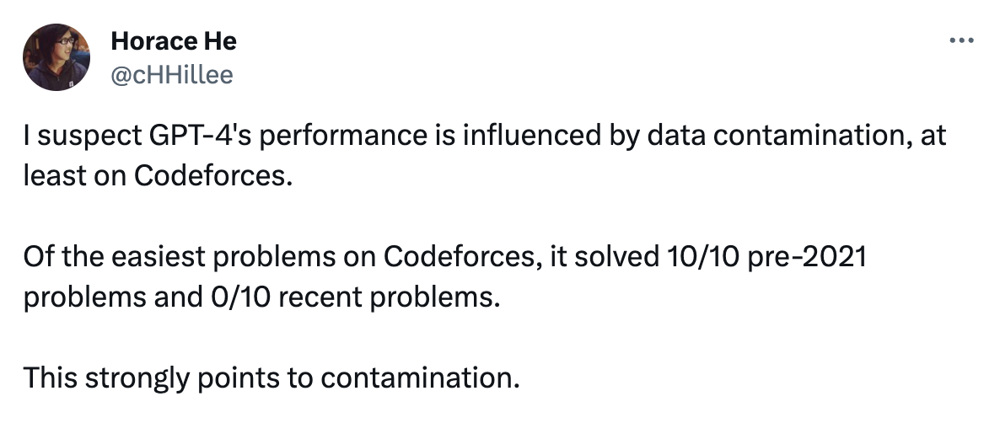 Horace He
@cHHillee
I suspect GPT-4's performance is influenced by data contamination, at
least on Codeforces.
Of the easiest problems on Codeforces, it solved 10/10 pre-2021
problems and 0/10 recent problems.
This strongly points to contamination.